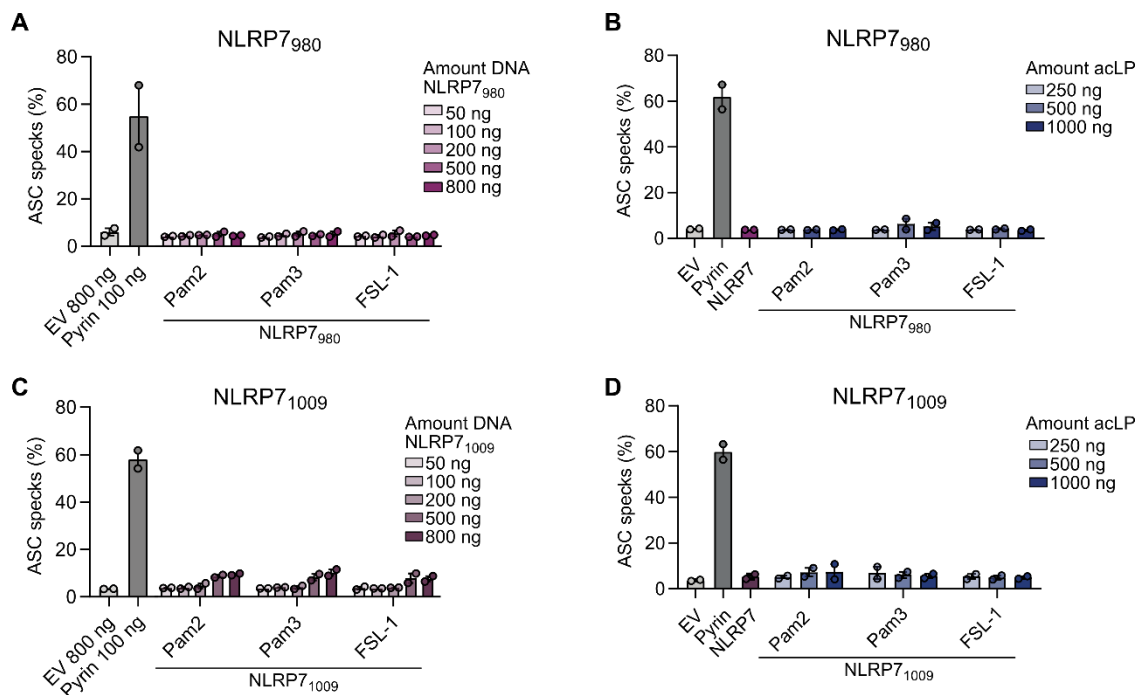 A
NLRP7980
ASC specks (%)
80
60
40
20
0
EV 800 ng
Pyrin 100 ng
Pam2
Pam3
FSL-1
NLRP7980
Amount DNA
NLRP7980
50 ng
100 ng
200 ng
500 ng
800 ng
B
NLRP7980
ASC specks (%)
80
60
40
20
0
EV
Pyrin
NLRP7
Pam2
Pam3
FSL-1
NLRP7980
Amount acLP
250 ng
500 ng
1000 ng
C
NLRP71009
ASC specks (%)
80
60
40
20
0
EV 800 ng
Pyrin 100 ng
Pam2
Pam3
FSL-1
NLRP71009
Amount DNA
NLRP71009
50 ng
100 ng
200 ng
500 ng
800 ng
D
NLRP71009
ASC specks (%)
80
60
40
20
0
EV
Pyrin
NLRP7
Pam2
Pam3
FSL-1
NLRP71009
Amount acLP
250 ng
500 ng
1000 ng